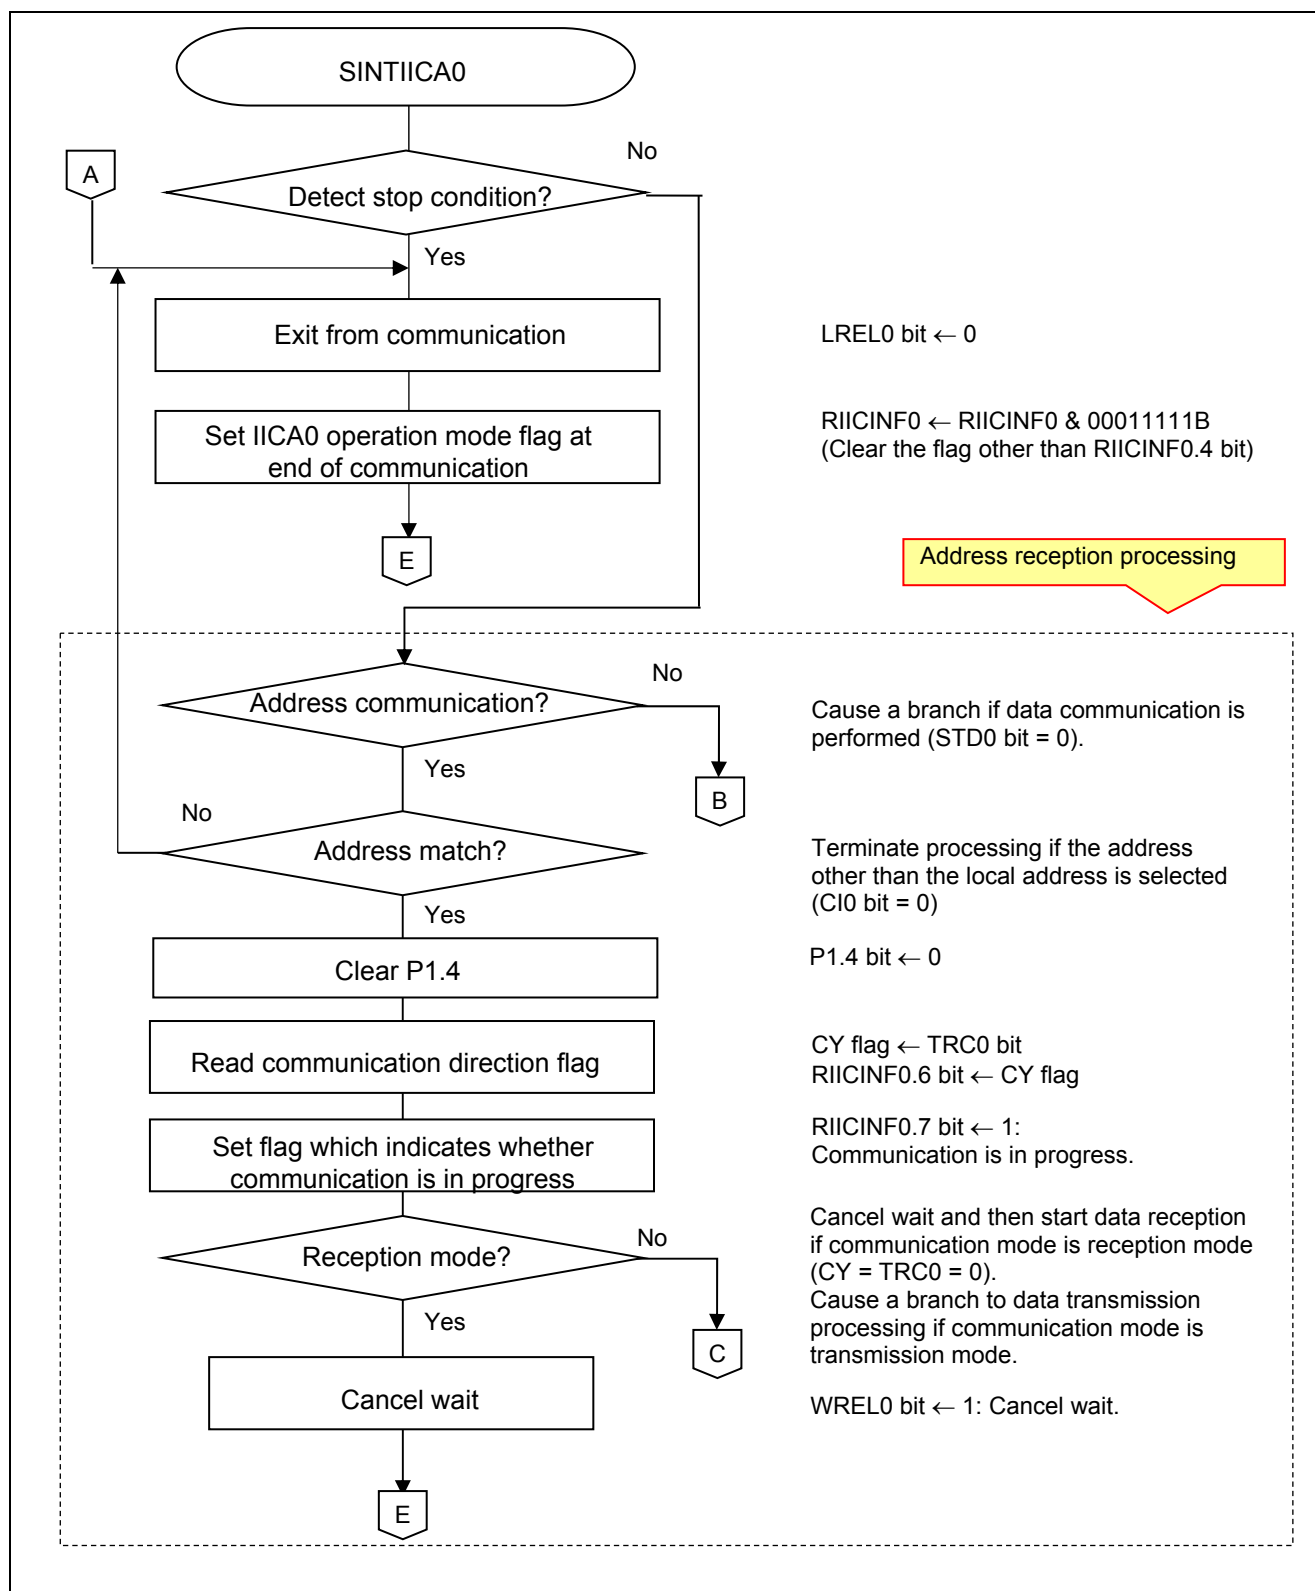 SINTIICA0
A
No
Detect stop condition?
Yes
Exit from communication
LREL0 bit ← 0
Set IICA0 operation mode flag at
end of communication
RIICINF0 ← RIICINF0 & 00011111B
(Clear the flag other than RIICINF0.4 bit)
E
Address reception processing
Address communication?
No
Cause a branch if data communication is
performed (STD0 bit = 0).
Yes
B
No
Address match?
Terminate processing if the address
other than the local address is selected
(CI0 bit = 0)
Yes
Clear P1.4
P1.4 bit ← 0
Read communication direction flag
CY flag ← TRC0 bit
RIICINF0.6 bit ← CY flag
Set flag which indicates whether
communication is in progress
RIICINF0.7 bit ← 1:
Communication is in progress.
Reception mode?
No
Cancel wait and then start data reception
if communication mode is reception mode
(CY = TRC0 = 0).
Cause a branch to data transmission
processing if communication mode is
transmission mode.
Yes
C
Cancel wait
WREL0 bit ← 1: Cancel wait.
E